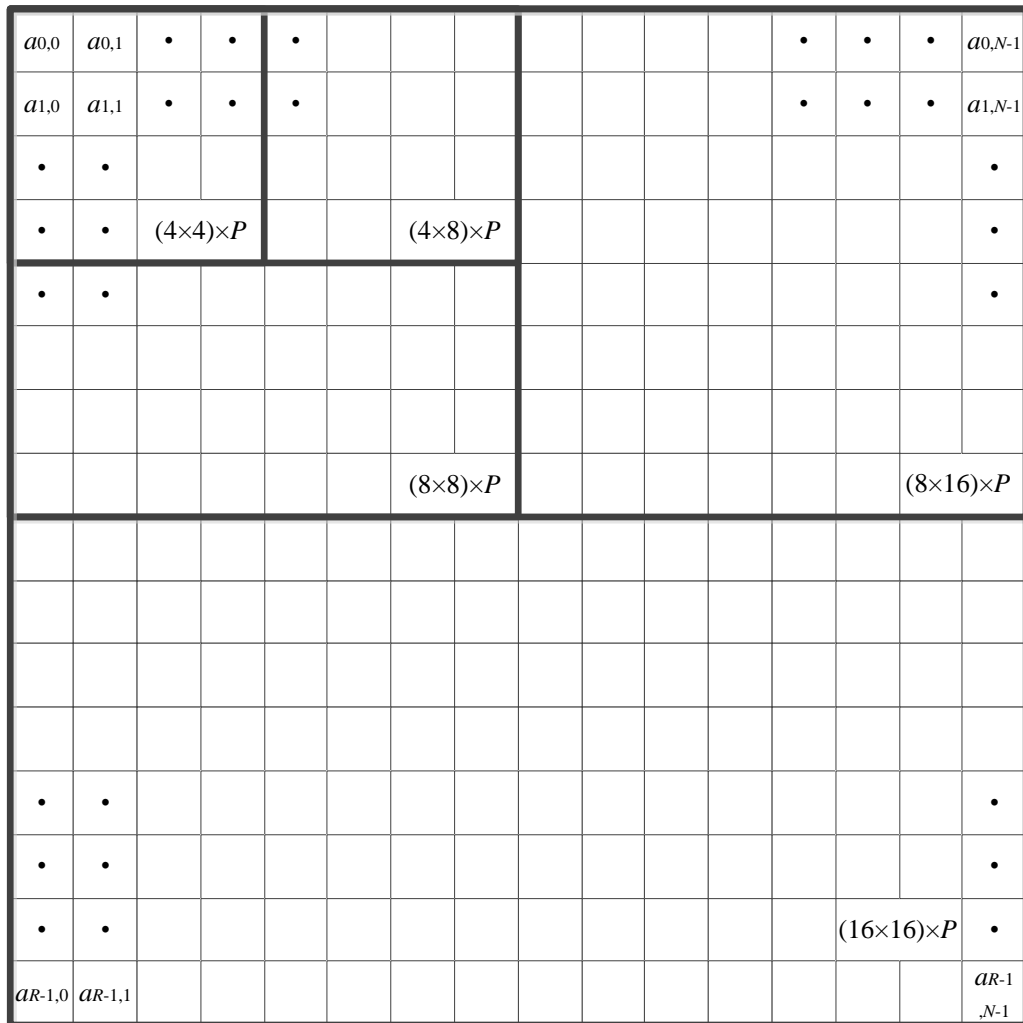 a0,0 a0,1 • • • • • • a0,N-1
a1,0 a1,1 • • • • • • a1,N-1
• • •
• • (4×4)×P (4×8)×P •
• • •
(8×8)×P (8×16)×P
• • •
• • •
• • (16×16)×P •
aR-1,0 aR-1,1 aR-1
,N-1